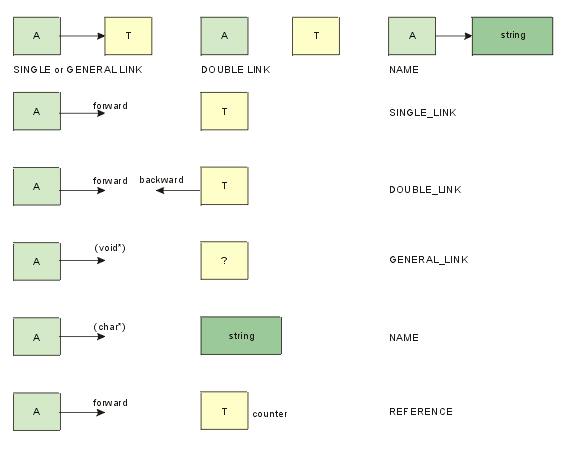 A T A T A string
SINGLE or GENERAL LINK DOUBLE LINK NAME
A forward T SINGLE_LINK
A forward backward T DOUBLE_LINK
A (void*) ? GENERAL_LINK
A (char*) string NAME
A forward T counter REFERENCE